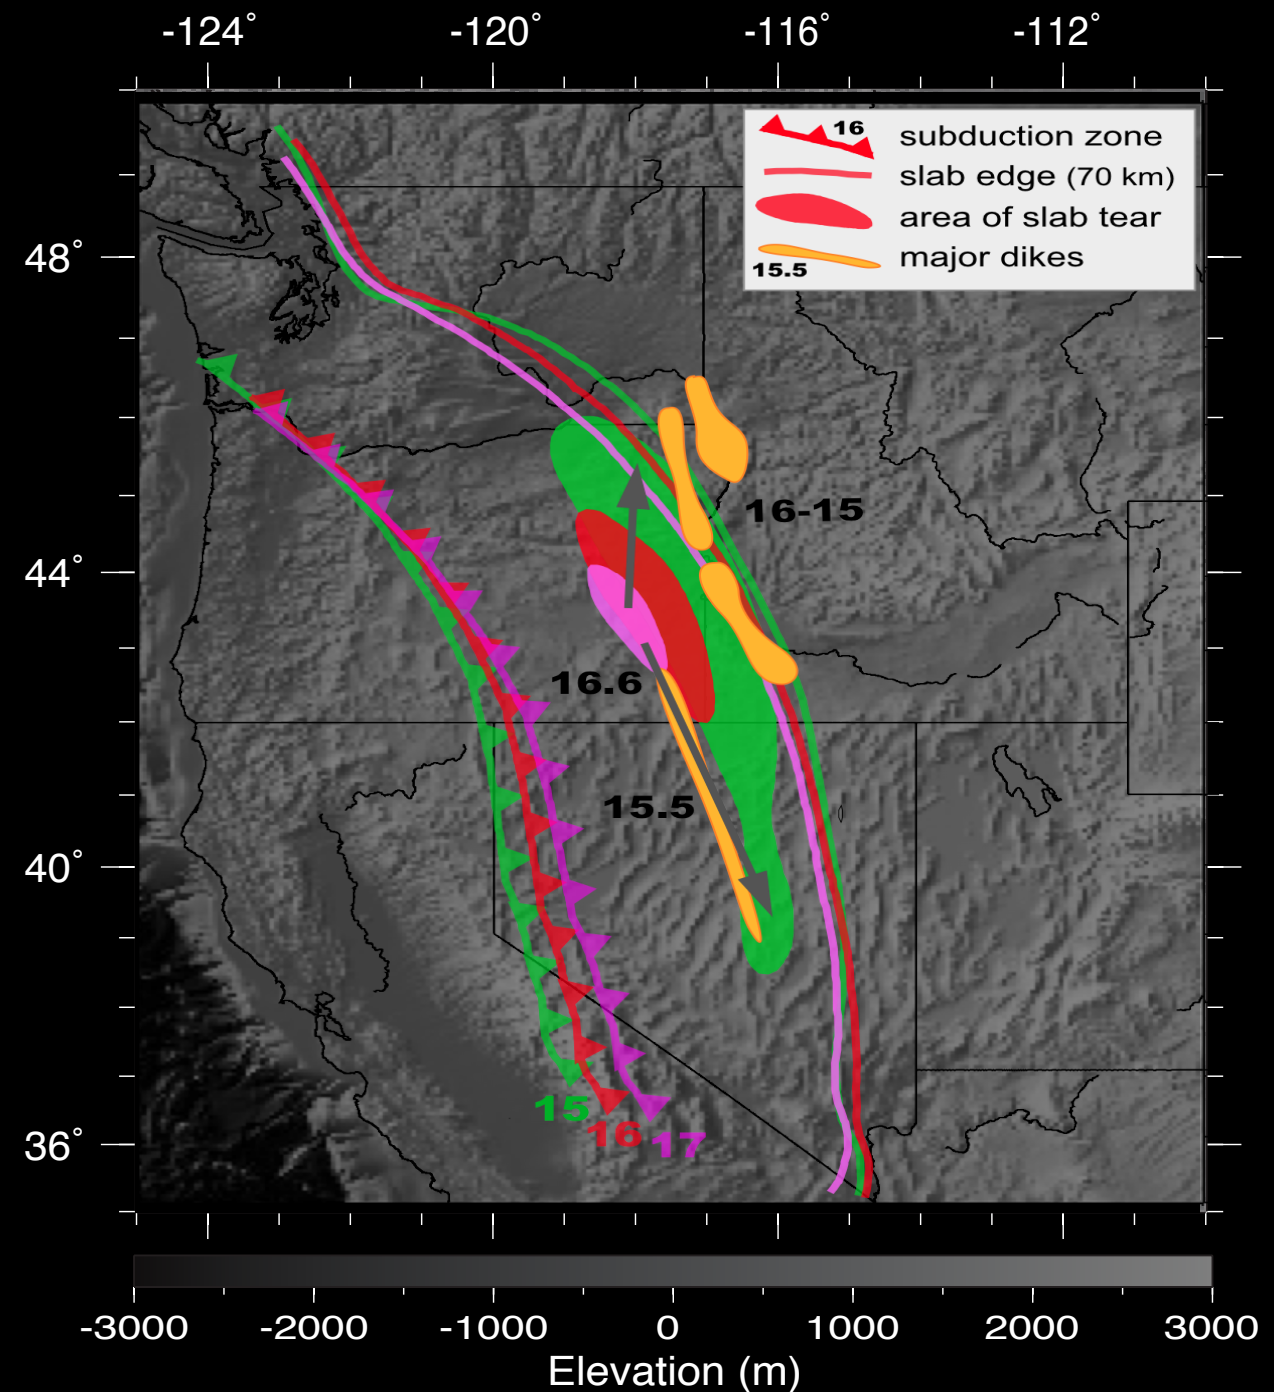 -124° -120° -116° -112°
16
subduction zone
slab edge (70 km)
area of slab tear
15.5
major dikes
48°
16-15
44°
16.6
15.5
40°
15
16
17
36°
-3000 -2000 -1000 0 1000 2000 3000
Elevation (m)